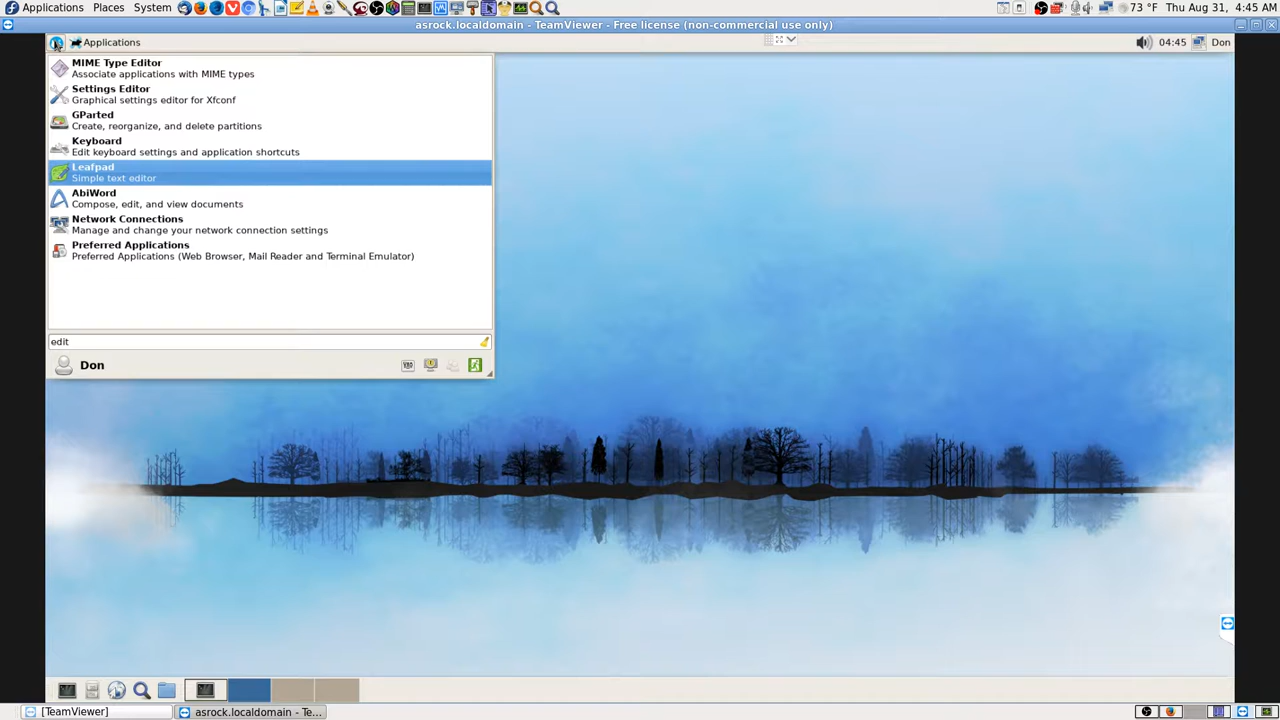 Applications Places System 73 °F Thu Aug 31, 4:45 AM
asrock.localdomain - TeamViewer - Free license (non-commercial use only)
Applications 04:45 Don
MIME Type Editor
Associate applications with MIME types
Settings Editor
Graphical settings editor for Xfconf
GParted
Create, reorganize, and delete partitions
Keyboard
Edit keyboard settings and application shortcuts
Leafpad
Simple text editor
AbiWord
Compose, edit, and view documents
Network Connections
Manage and change your network connection settings
Preferred Applications
Preferred Applications (Web Browser, Mail Reader and Terminal Emulator)
edit
Don
[TeamViewer] asrock.localdomain - Te...